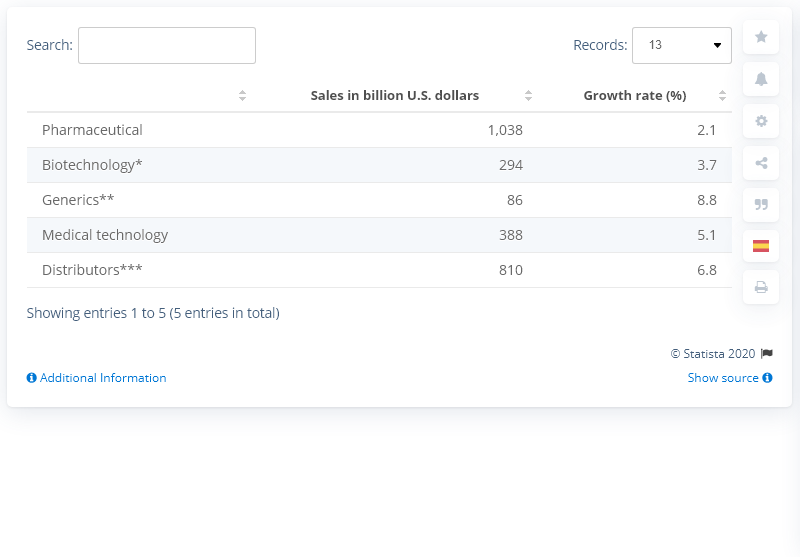 Search:
Records: 13
Sales in billion U.S. dollars Growth rate (%)
Pharmaceutical 1,038 2.1
Biotechnology* 294 3.7
Generics** 86 8.8
Medical technology 388 5.1
Distributors*** 810 6.8
Showing entries 1 to 5 (5 entries in total)
© Statista 2020
Additional Information Show source